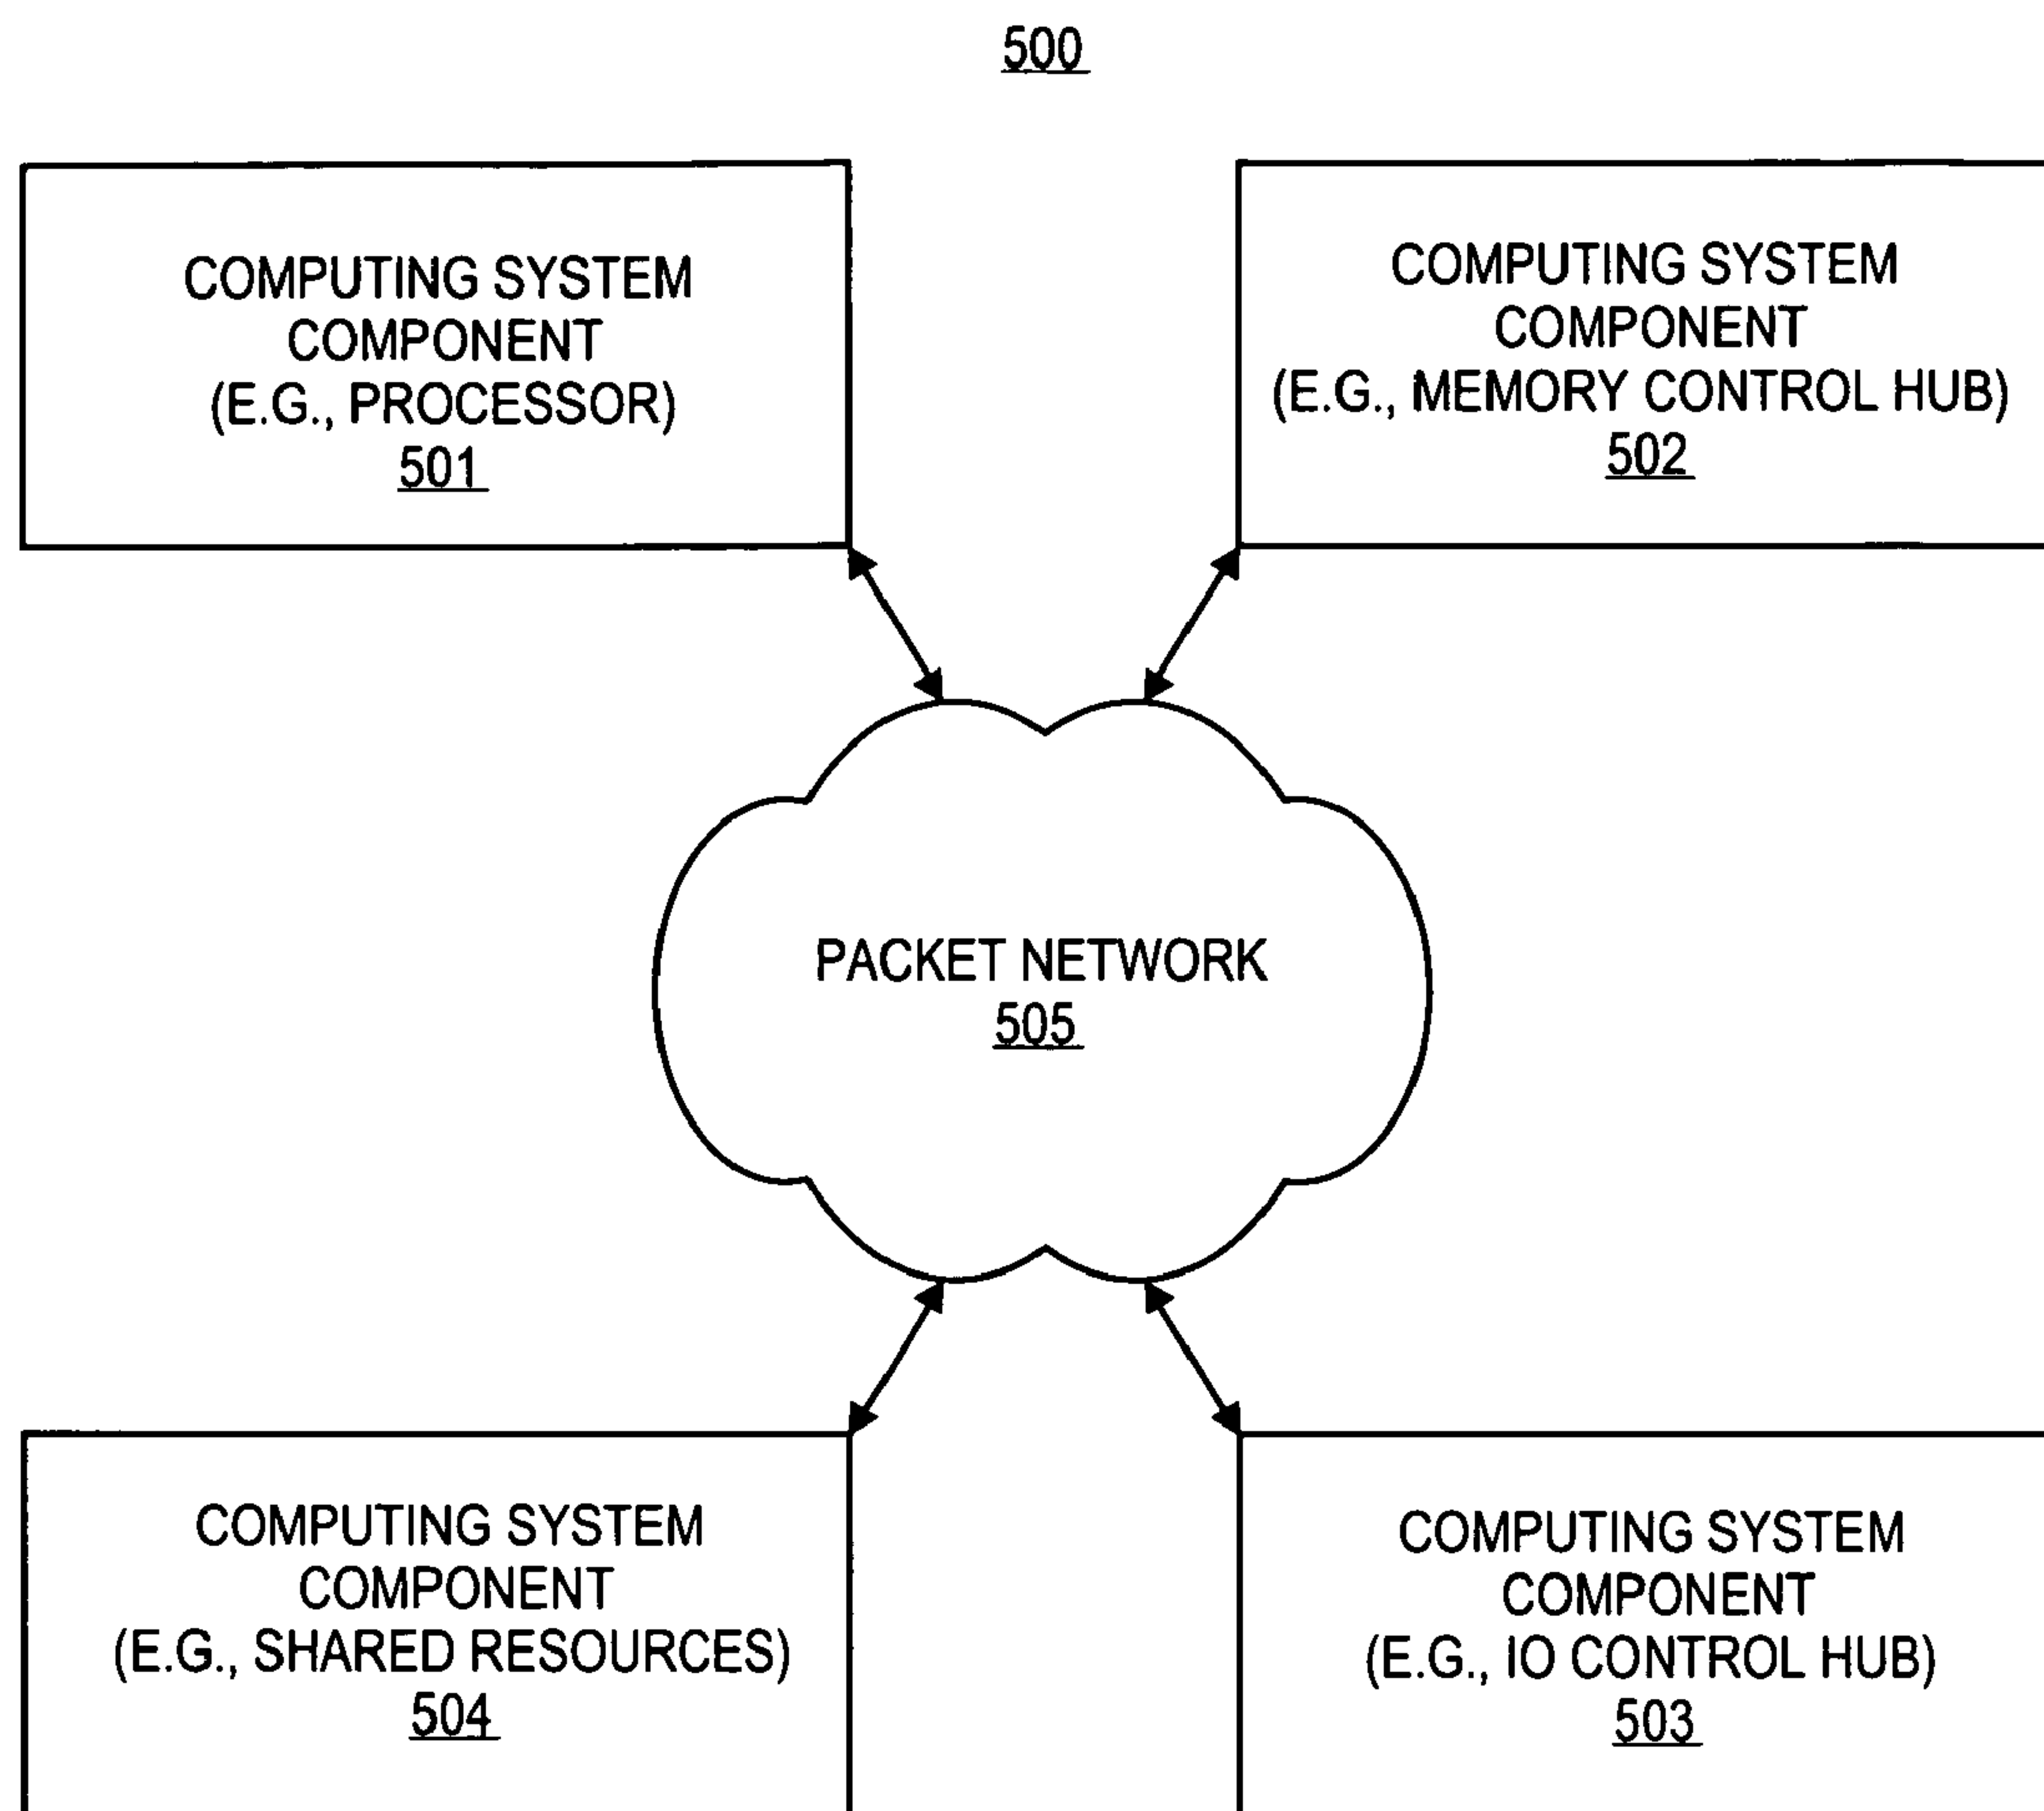 500
COMPUTING SYSTEM
COMPONENT
(E.G., PROCESSOR)
501
COMPUTING SYSTEM
COMPONENT
(E.G., MEMORY CONTROL HUB)
502
PACKET NETWORK
505
COMPUTING SYSTEM
COMPONENT
(E.G., SHARED RESOURCES)
504
COMPUTING SYSTEM
COMPONENT
(E.G., IO CONTROL HUB)
503